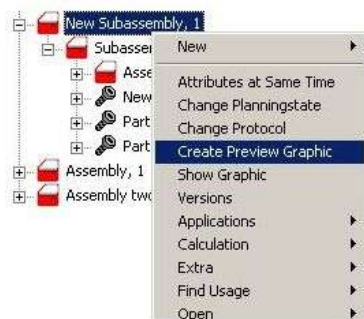 New Subassembly, 1
Subasse
Asse
New
Part
Part
Assembly, 1
Assembly two
New
Attributes at Same Time
Change Planningstate
Change Protocol
Create Preview Graphic
Show Graphic
Versions
Applications
Calculation
Extra
Find Usage
Open